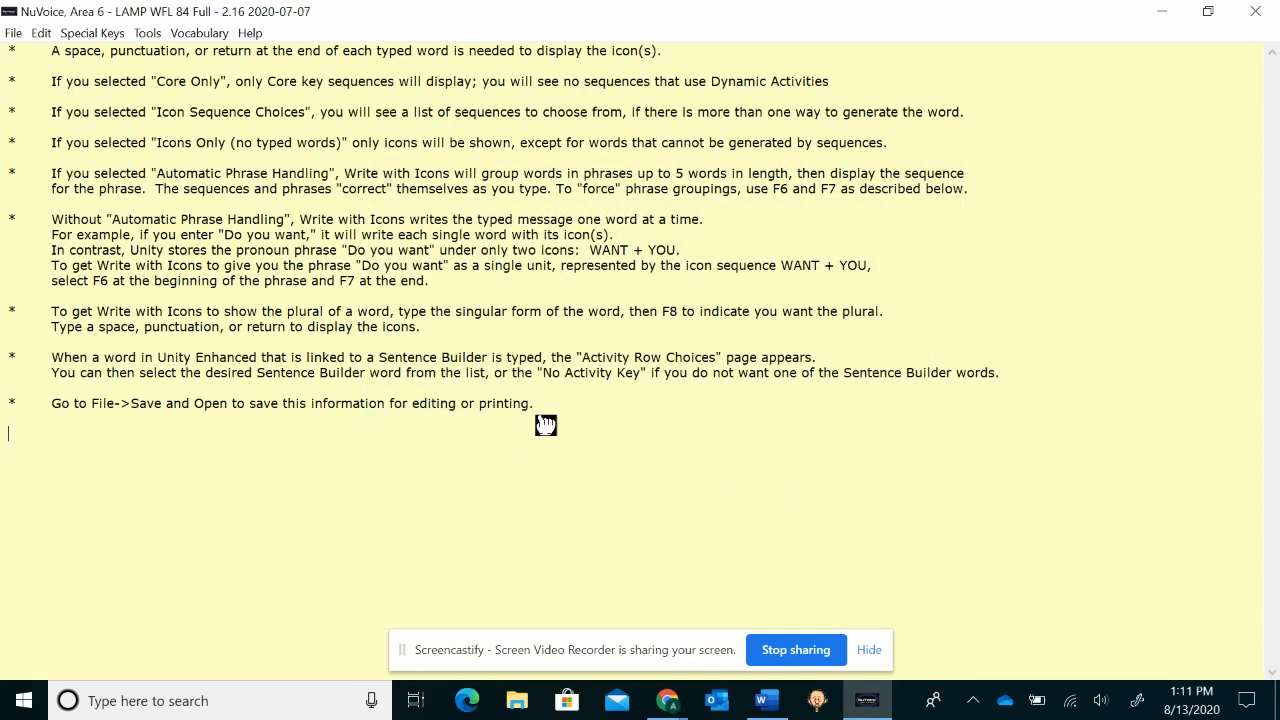 NuVoice, Area 6 - LAMP WFL 84 Full - 2.16 2020-07-07
File Edit Special Keys Tools Vocabulary Help
* A space, punctuation, or return at the end of each typed word is needed to display the icon(s).
* If you selected "Core Only", only Core key sequences will display; you will see no sequences that use Dynamic Activities
* If you selected "Icon Sequence Choices", you will see a list of sequences to choose from, if there is more than one way to generate the word.
* If you selected "Icons Only (no typed words)" only icons will be shown, except for words that cannot be generated by sequences.
* If you selected "Automatic Phrase Handling", Write with Icons will group words in phrases up to 5 words in length, then display the sequence
for the phrase. The sequences and phrases "correct" themselves as you type. To "force" phrase groupings, use F6 and F7 as described below.
* Without "Automatic Phrase Handling", Write with Icons writes the typed message one word at a time.
For example, if you enter "Do you want," it will write each single word with its icon(s).
In contrast, Unity stores the pronoun phrase "Do you want" under only two icons: WANT + YOU.
To get Write with Icons to give you the phrase "Do you want" as a single unit, represented by the icon sequence WANT + YOU,
select F6 at the beginning of the phrase and F7 at the end.
* To get Write with Icons to show the plural of a word, type the singular form of the word, then F8 to indicate you want the plural.
Type a space, punctuation, or return to display the icons.
* When a word in Unity Enhanced that is linked to a Sentence Builder is typed, the "Activity Row Choices" page appears.
You can then select the desired Sentence Builder word from the list, or the "No Activity Key" if you do not want one of the Sentence Builder words.
* Go to File->Save and Open to save this information for editing or printing.
Screencastify - Screen Video Recorder is sharing your screen. Stop sharing Hide
Type here to search
1:11 PM
8/13/2020